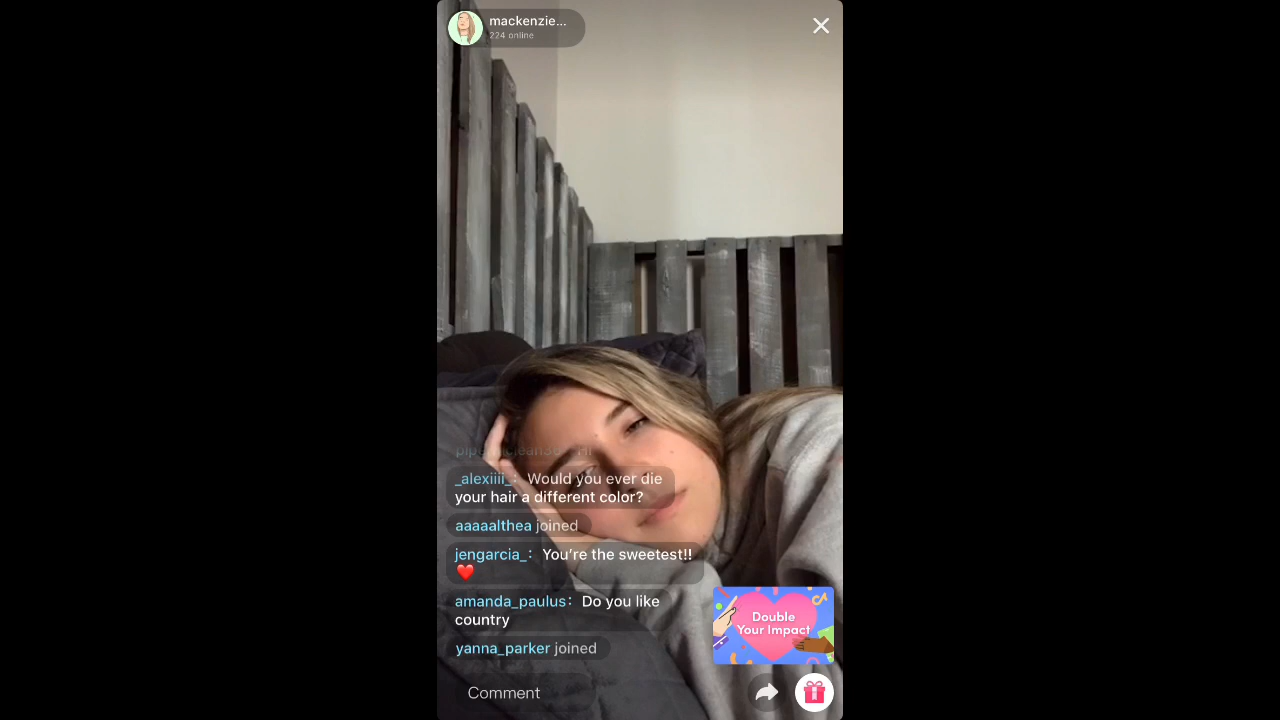 mackenzie...
224 online
_alexiiii_: Would you ever die
your hair a different color?
aaaaalthea joined
jengarcia_: You're the sweetest!!
❤️
amanda_paulus: Do you like
country
yanna_parker joined
Double
Your Impact
Comment